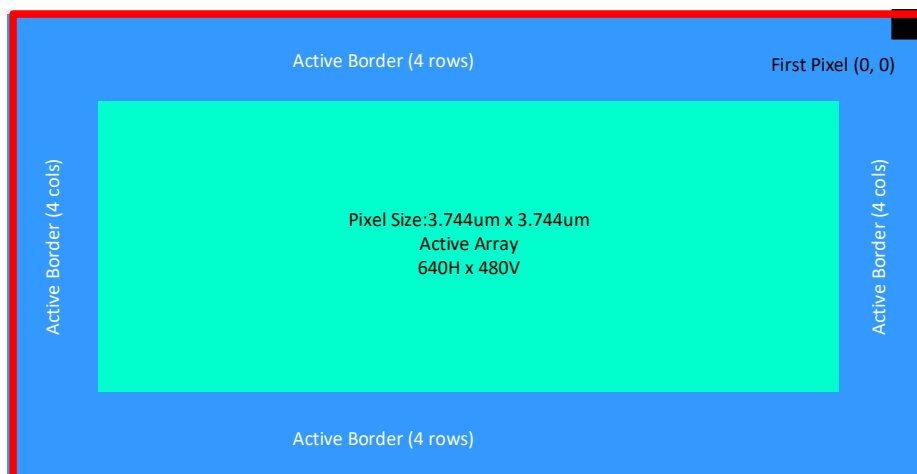 Active Border (4 rows)
First Pixel (0, 0)
Active Border (4 cols)
Pixel Size:3.744um x 3.744um
Active Array
640H x 480V
Active Border (4 cols)
Active Border (4 rows)